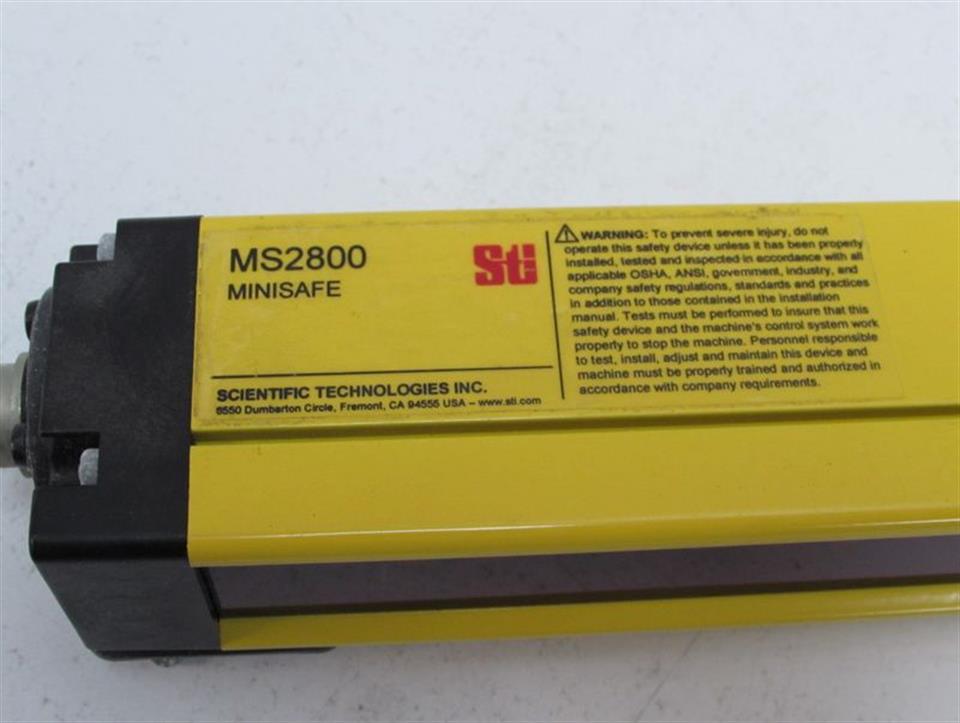 MS2800
MINISAFE
Sti
SCIENTIFIC TECHNOLOGIES INC.
6550 Dumbarton Circle, Fremont, CA 94555 USA – www.sti.com
WARNING: To prevent severe injury, do not
operate this safety device unless it has been properly
installed, tested and inspected in accordance with all
applicable OSHA, ANSI, government, industry, and
company safety regulations, standards and practices
in addition to those contained in the installation
manual. Tests must be performed to insure that this
safety device and the machine's control system work
properly to stop the machine. Personnel responsible
to test, install, adjust and maintain this device and
machine must be properly trained and authorized in
accordance with company requirements.